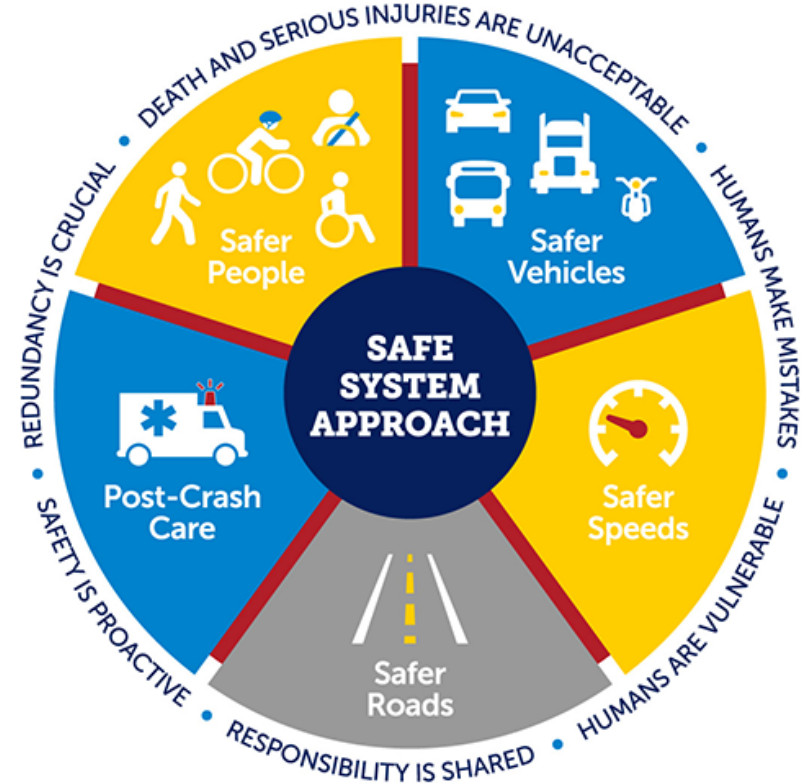 DEATH AND SERIOUS INJURIES ARE UNACCEPTABLE
HUMANS MAKE MISTAKES
HUMANS ARE VULNERABLE
RESPONSIBILITY IS SHARED
SAFETY IS PROACTIVE
REDUNDANCY IS CRUCIAL
Safer
People
Safer
Vehicles
SAFE
SYSTEM
APPROACH
Post-Crash
Care
Safer
Speeds
Safer
Roads